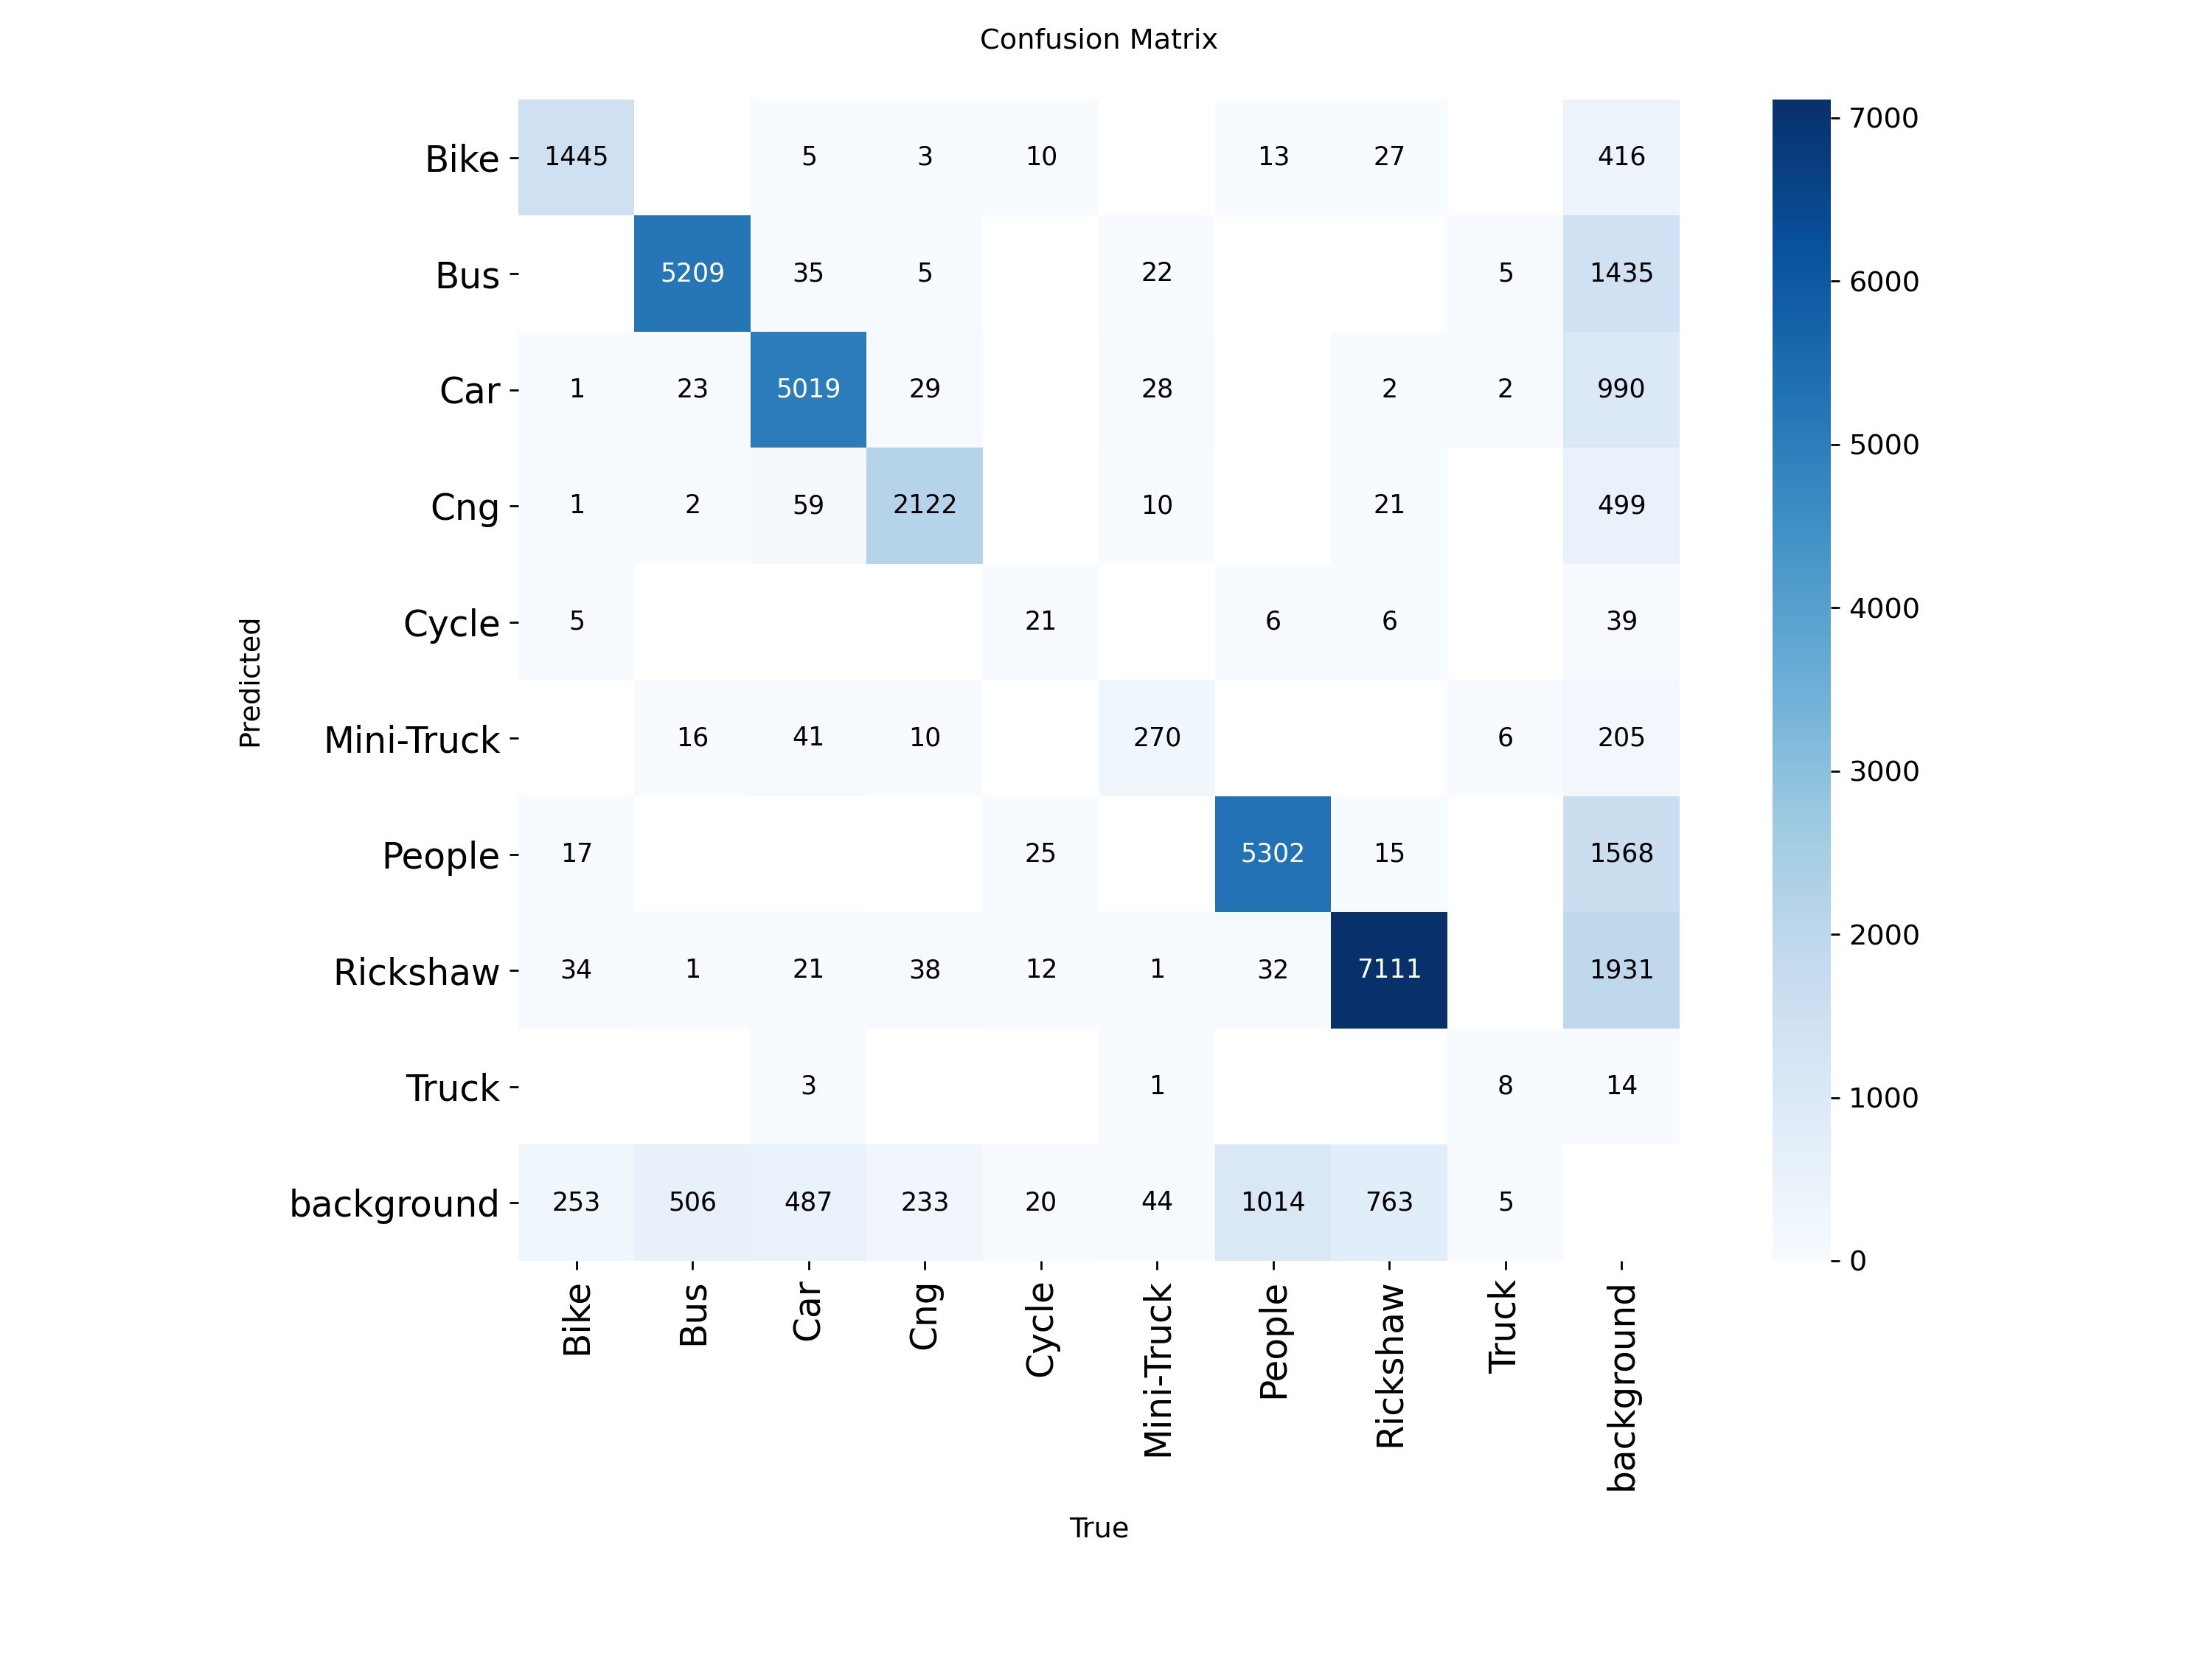 Confusion Matrix
Predicted
Bike 1445 5 3 10 13 27 416
Bus 5209 35 5 22 5 1435
Car 1 23 5019 29 28 2 2 990
Cng 1 2 59 2122 10 21 499
Cycle 5 21 6 6 39
Mini-Truck 16 41 10 270 6 205
People 17 25 5302 15 1568
Rickshaw 34 1 21 38 12 1 32 7111 1931
Truck 3 1 8 14
background 253 506 487 233 20 44 1014 763 5
Bike Bus Car Cng Cycle Mini-Truck People Rickshaw Truck background
True
7000
6000
5000
4000
3000
2000
1000
0